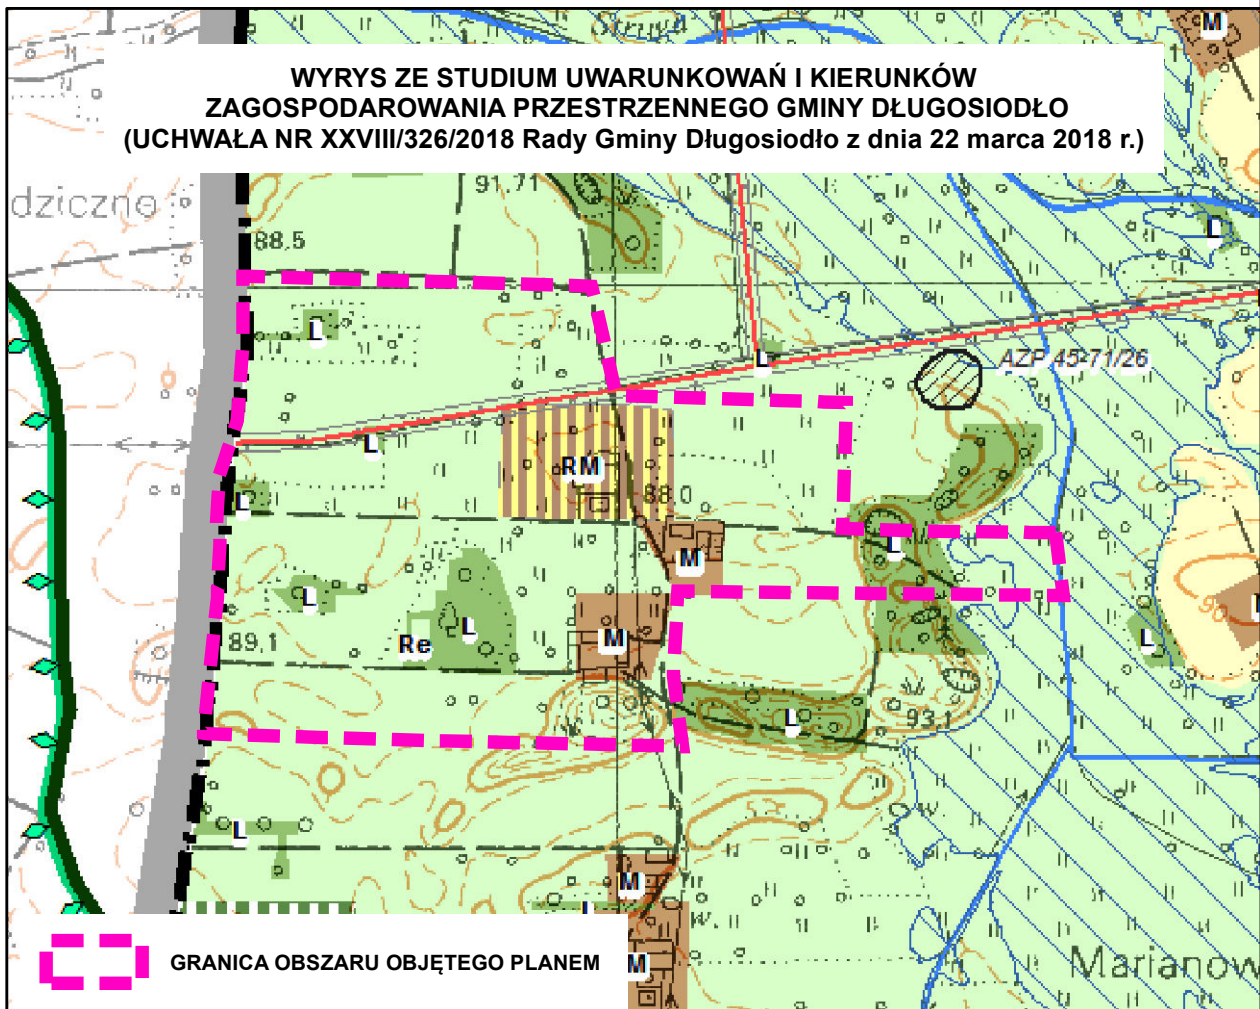 Struga
M
WYRYS ZE STUDIUM UWARUNKOWAŃ I KIERUNKÓW
ZAGOSPODAROWANIA PRZESTRZENNEGO GMINY DŁUGOSIODŁO
(UCHWAŁA NR XXVIII/326/2018 Rady Gminy Długosiodło z dnia 22 marca 2018 r.)
91,71
dziczne
88.5
L
L
L
AZP 45-71/26
L
RM
88.0
L
L
M
L
89,1
Re
L
M
L
L
93,1
90
L
M
W.
M
Marianow
GRANICA OBSZARU OBJĘTEGO PLANEM